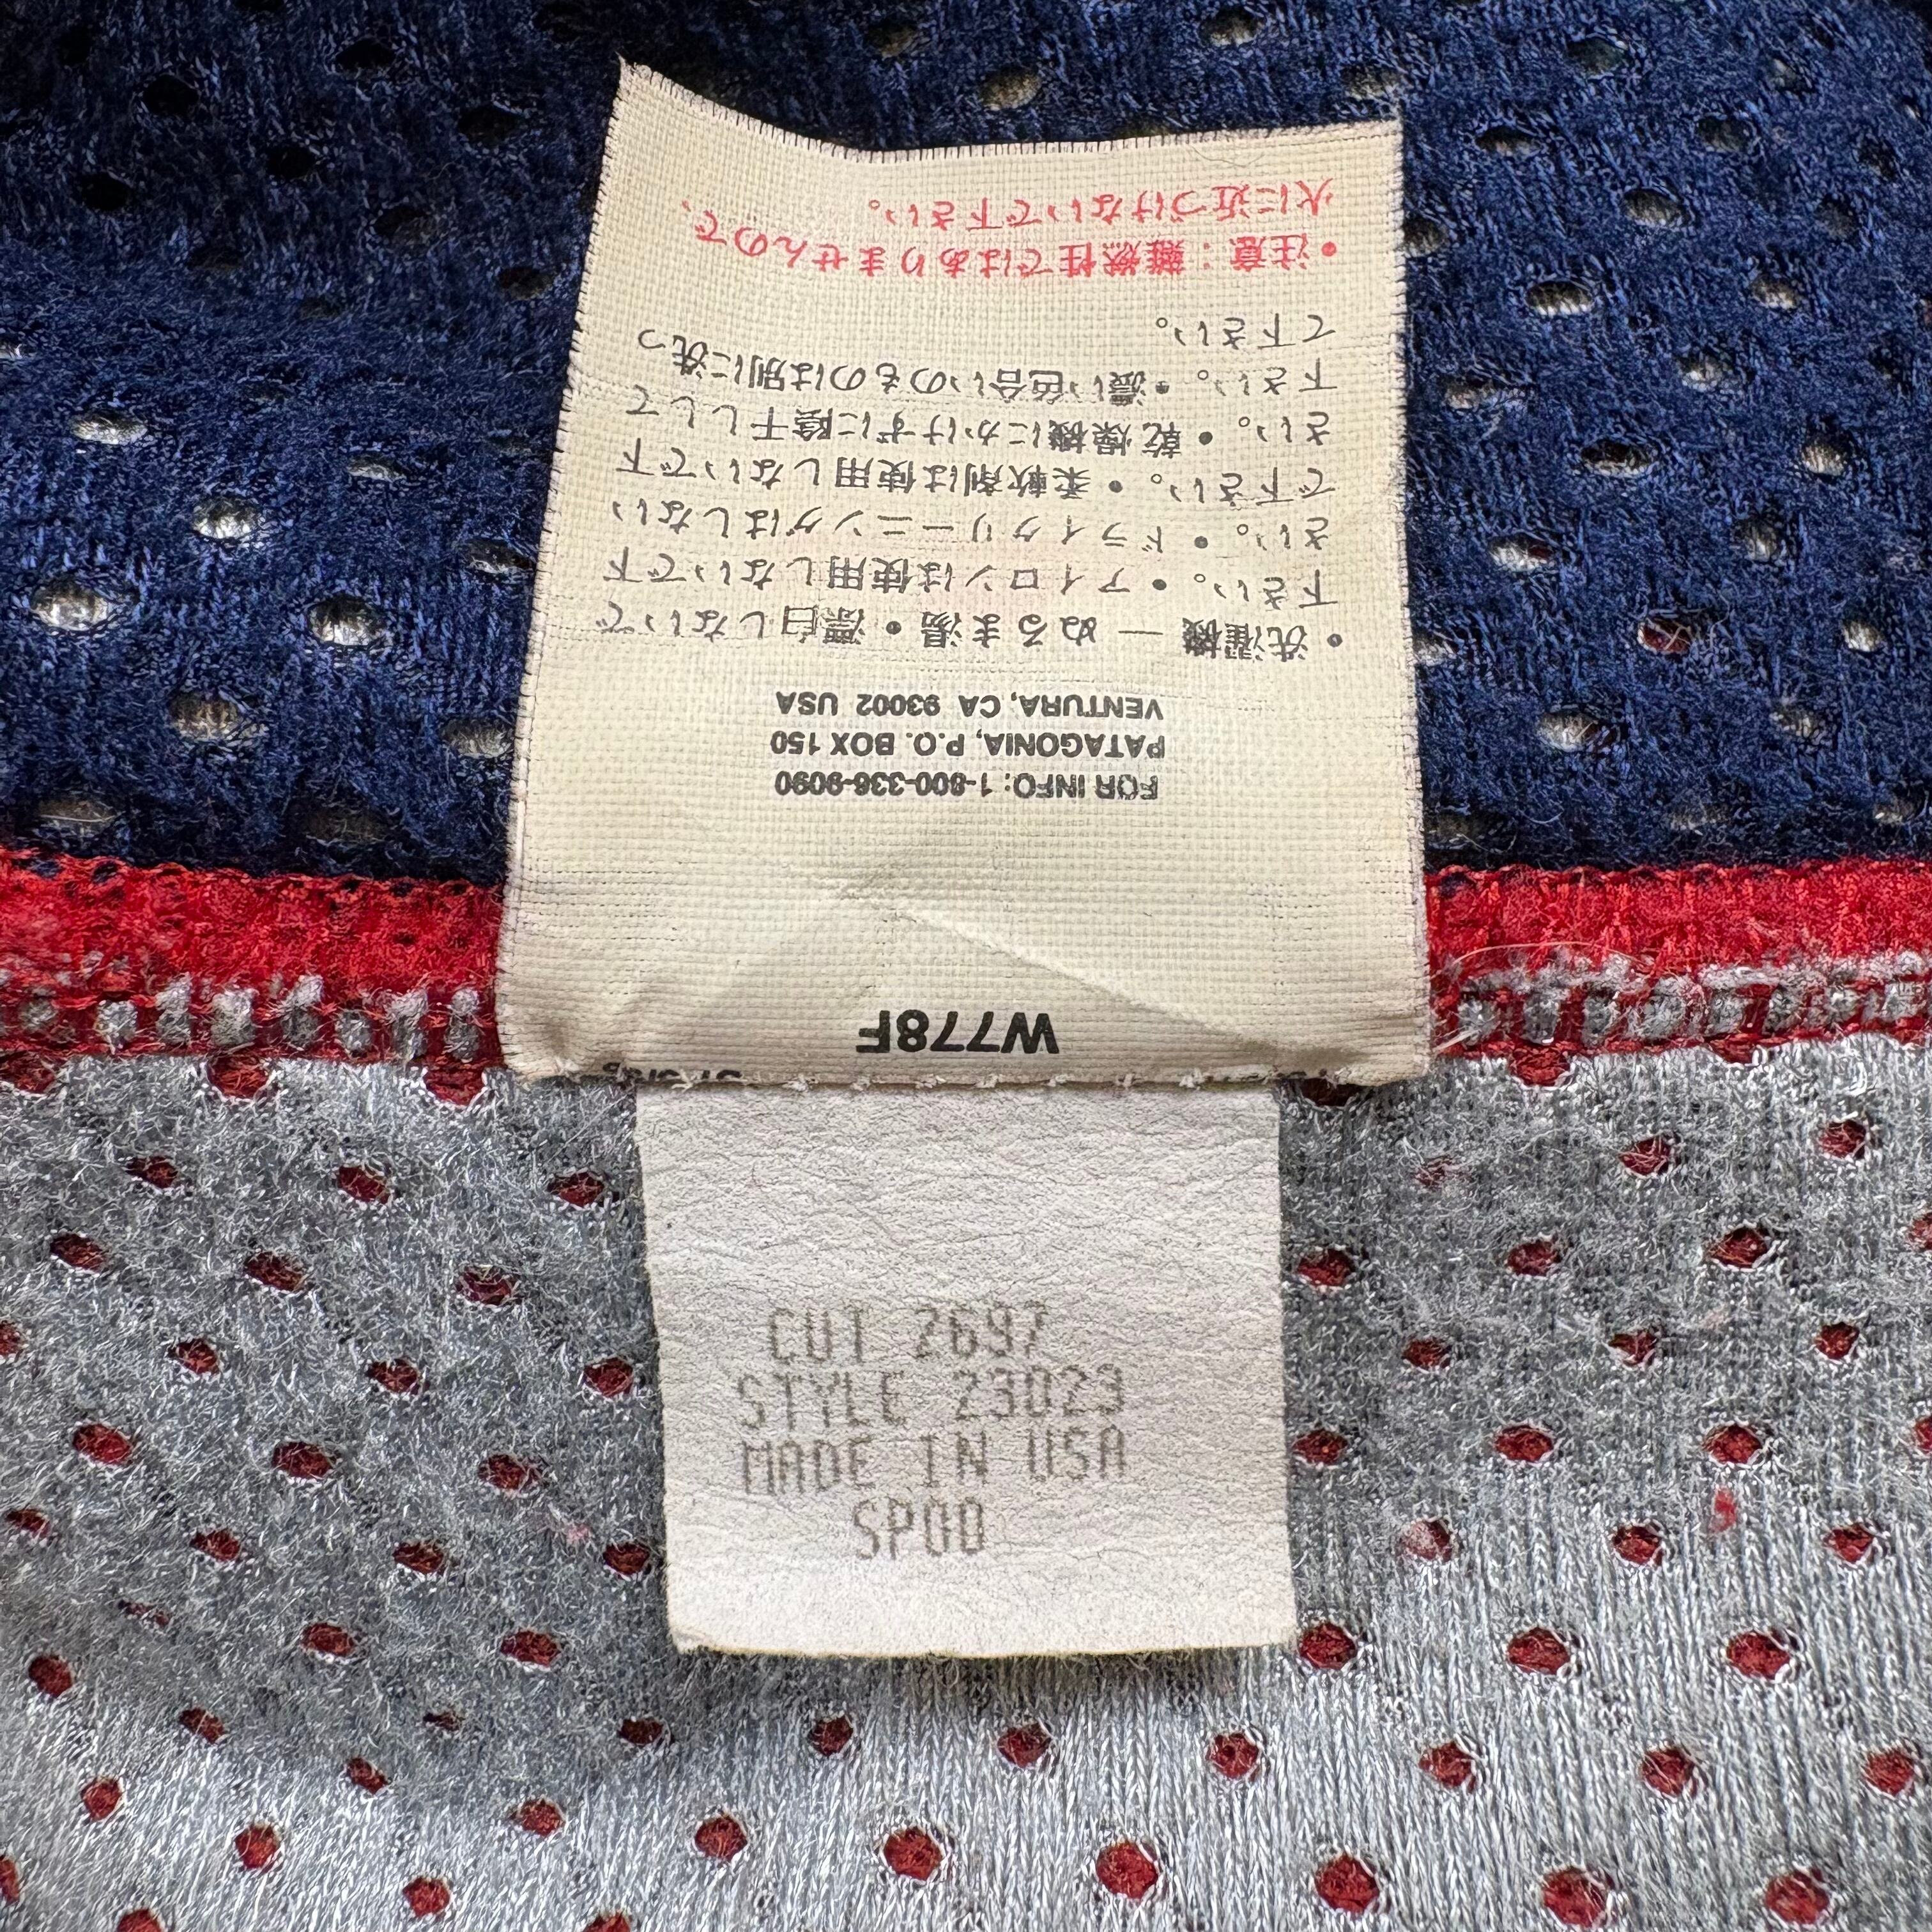 W778F
FOR INFO: 1-800-336-9090
PATAGONIA, P.O. BOX 150
VENTURA, CA 93002 USA
•洗濯機 — ぬるま湯 •漂白しないで
下さい。•アイロンは使用しないで下
さい。•ドライクリーニングはしない
で下さい。•柔軟剤は使用しないで下
さい。•乾燥機にかけずに陰干しして
下さい。•濃い色合いのものは別に洗っ
て下さい。
•注意：難燃性ではありませんので、
火に近づけないで下さい。
CUT 2697
STYLE 23023
MADE IN USA
SP00